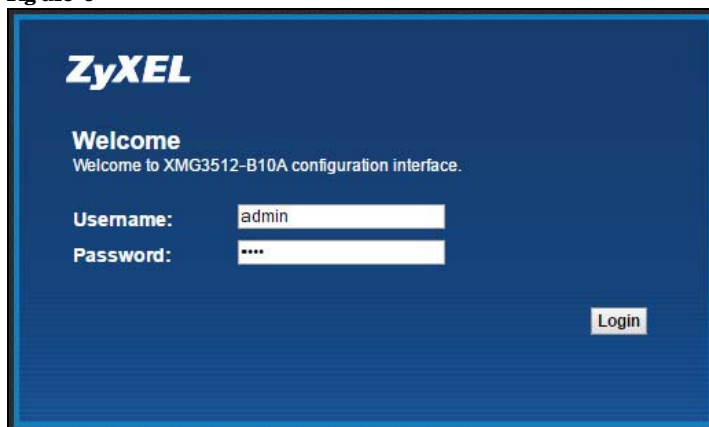 ZyXEL
Welcome
Welcome to XMG3512-B10A configuration interface.
Username: admin
Password: ••••
Login